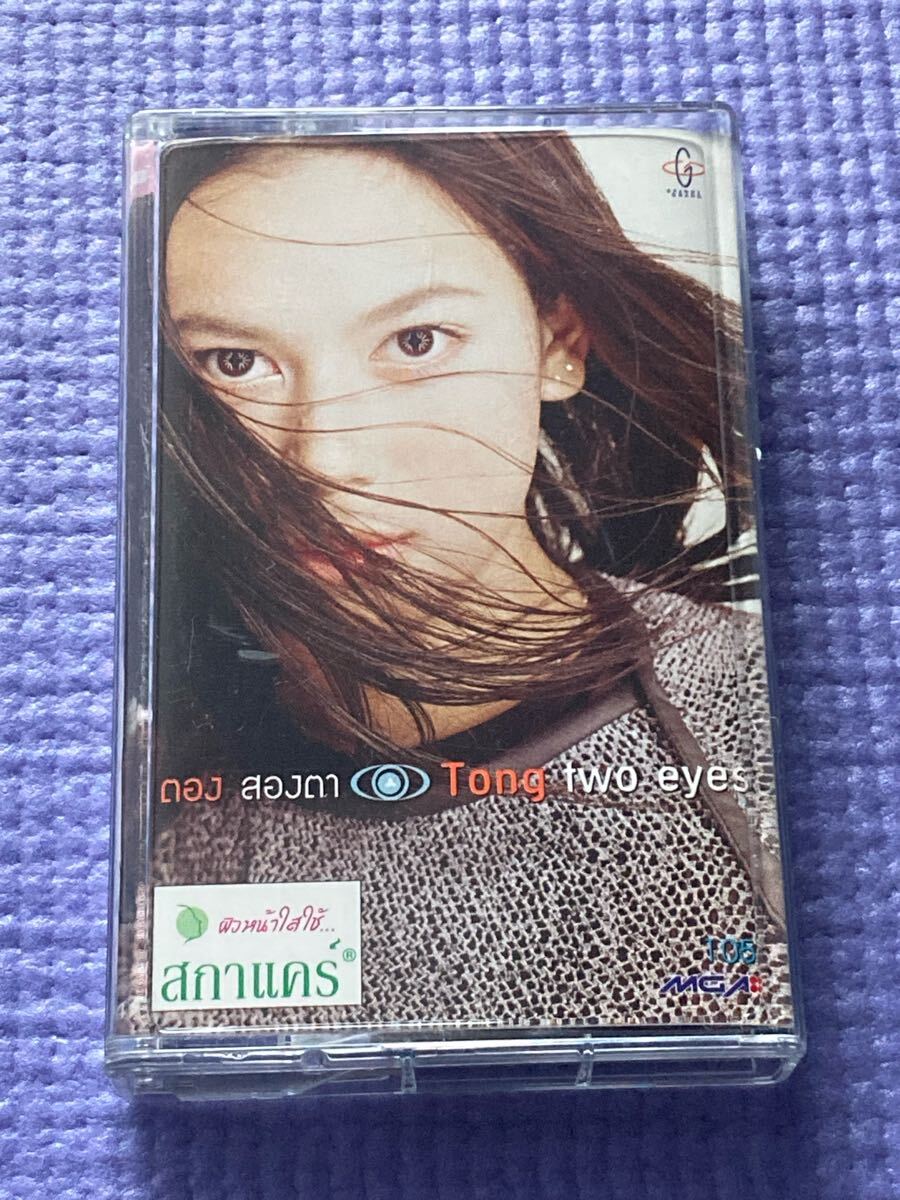 ตอง สองตา Tong two eyes
ผิวหน้าใสใช้...
สกาแคร์®
105
MGA